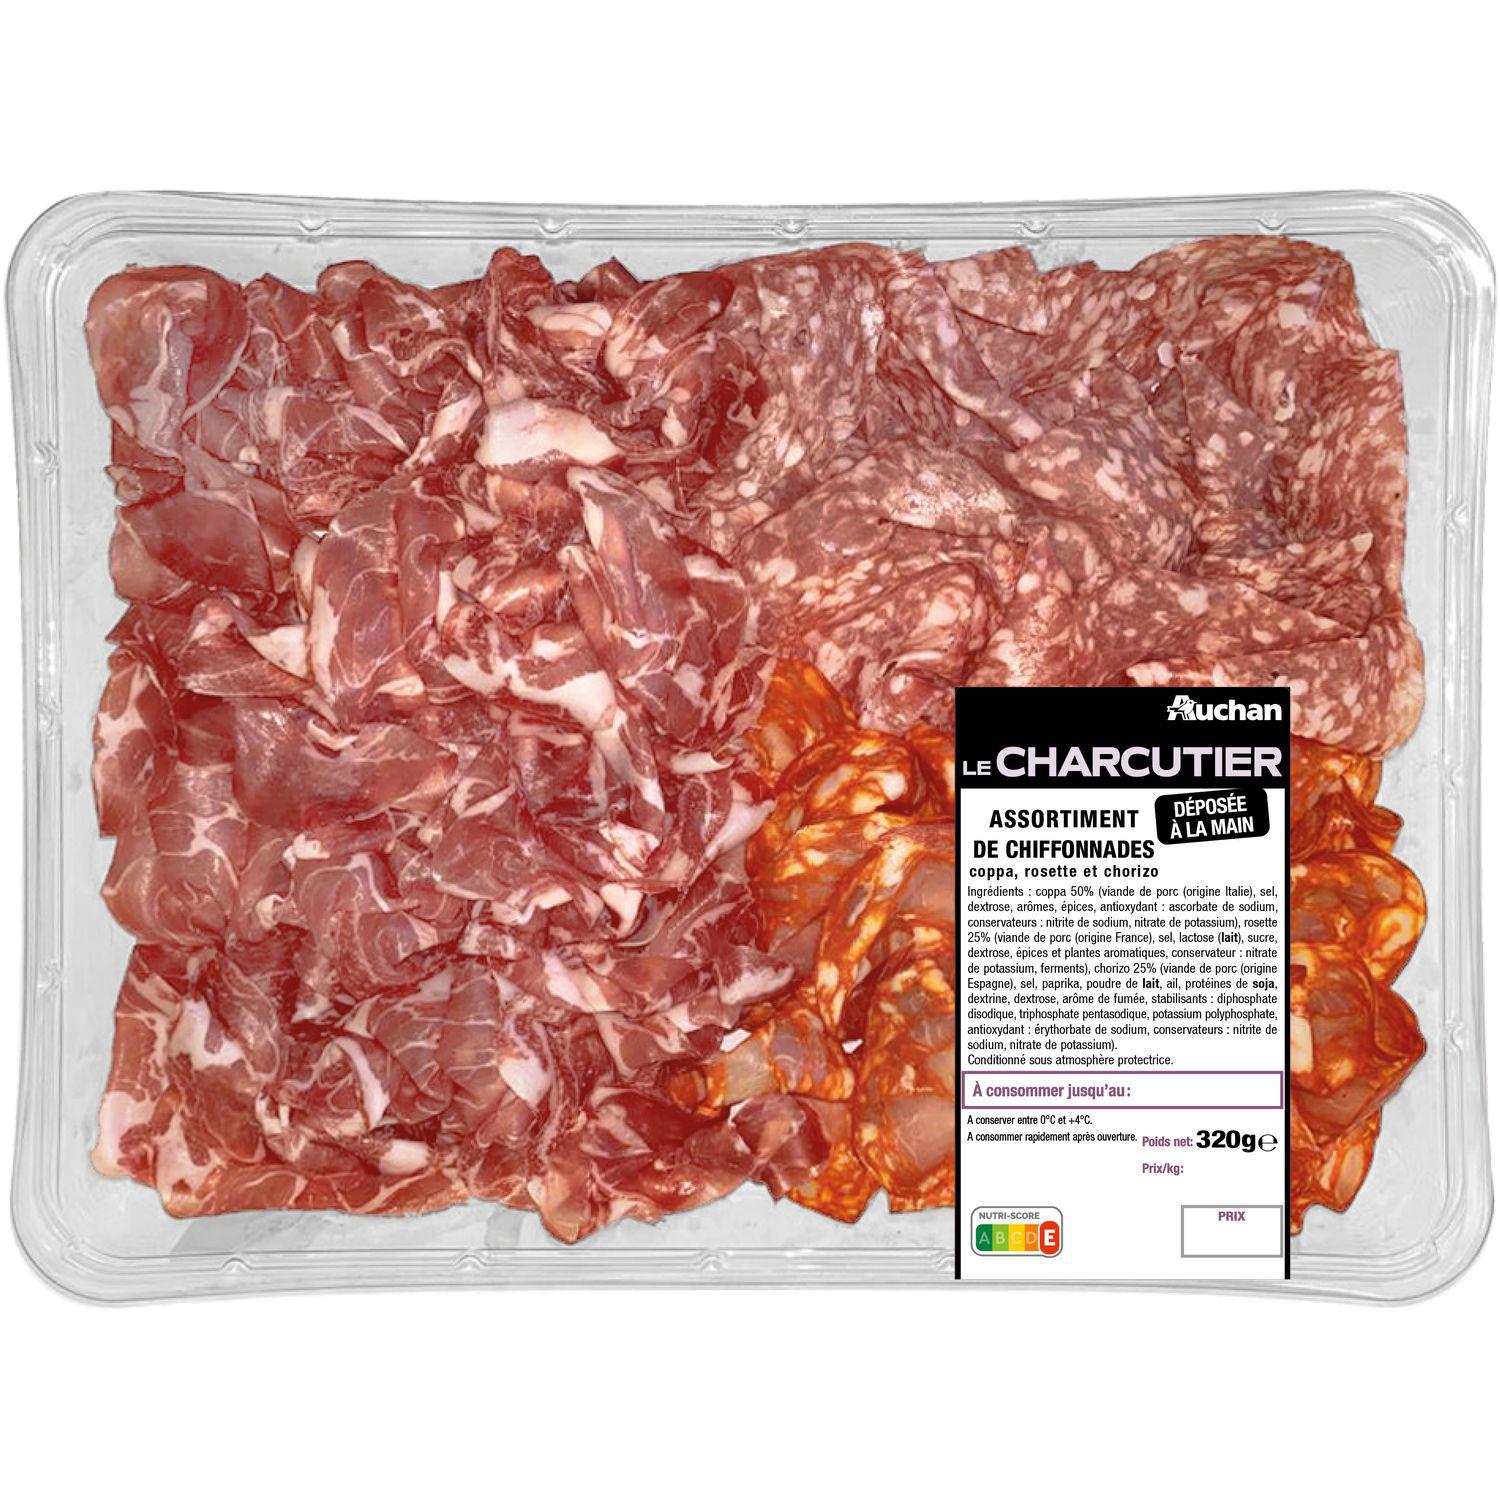 Auchan
LE CHARCUTIER
DÉPOSÉE
À LA MAIN
ASSORTIMENT
DE CHIFFONNADES
coppa, rosette et chorizo
Ingrédients : coppa 50% (viande de porc (origine Italie), sel,
dextrose, arômes, épices, antioxydant : ascorbate de sodium,
conservateurs : nitrite de sodium, nitrate de potassium), rosette
25% (viande de porc (origine France), sel, lactose (lait), sucre,
dextrose, épices et plantes aromatiques, conservateur : nitrate
de potassium, ferments), chorizo 25% (viande de porc (origine
Espagne), sel, paprika, poudre de lait, ail, protéines de soja,
dextrine, dextrose, arôme de fumée, stabilisants : diphosphate
disodique, triphosphate pentasodique, potassium polyphosphate,
antioxydant : érythorbate de sodium, conservateurs : nitrite de
sodium, nitrate de potassium).
Conditionné sous atmosphère protectrice.
À consommer jusqu'au :
A conserver entre 0°C et +4°C.
A consommer rapidement après ouverture.
Poids net: 320g e
Prix/kg:
NUTRI-SCORE
A B C D E
PRIX